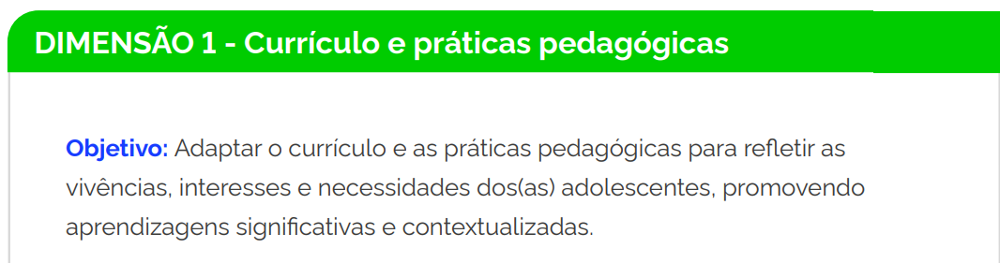 DIMENSÃO 1 - Currículo e práticas pedagógicas
Objetivo: Adaptar o currículo e as práticas pedagógicas para refletir as
vivências, interesses e necessidades dos(as) adolescentes, promovendo
aprendizagens significativas e contextualizadas.